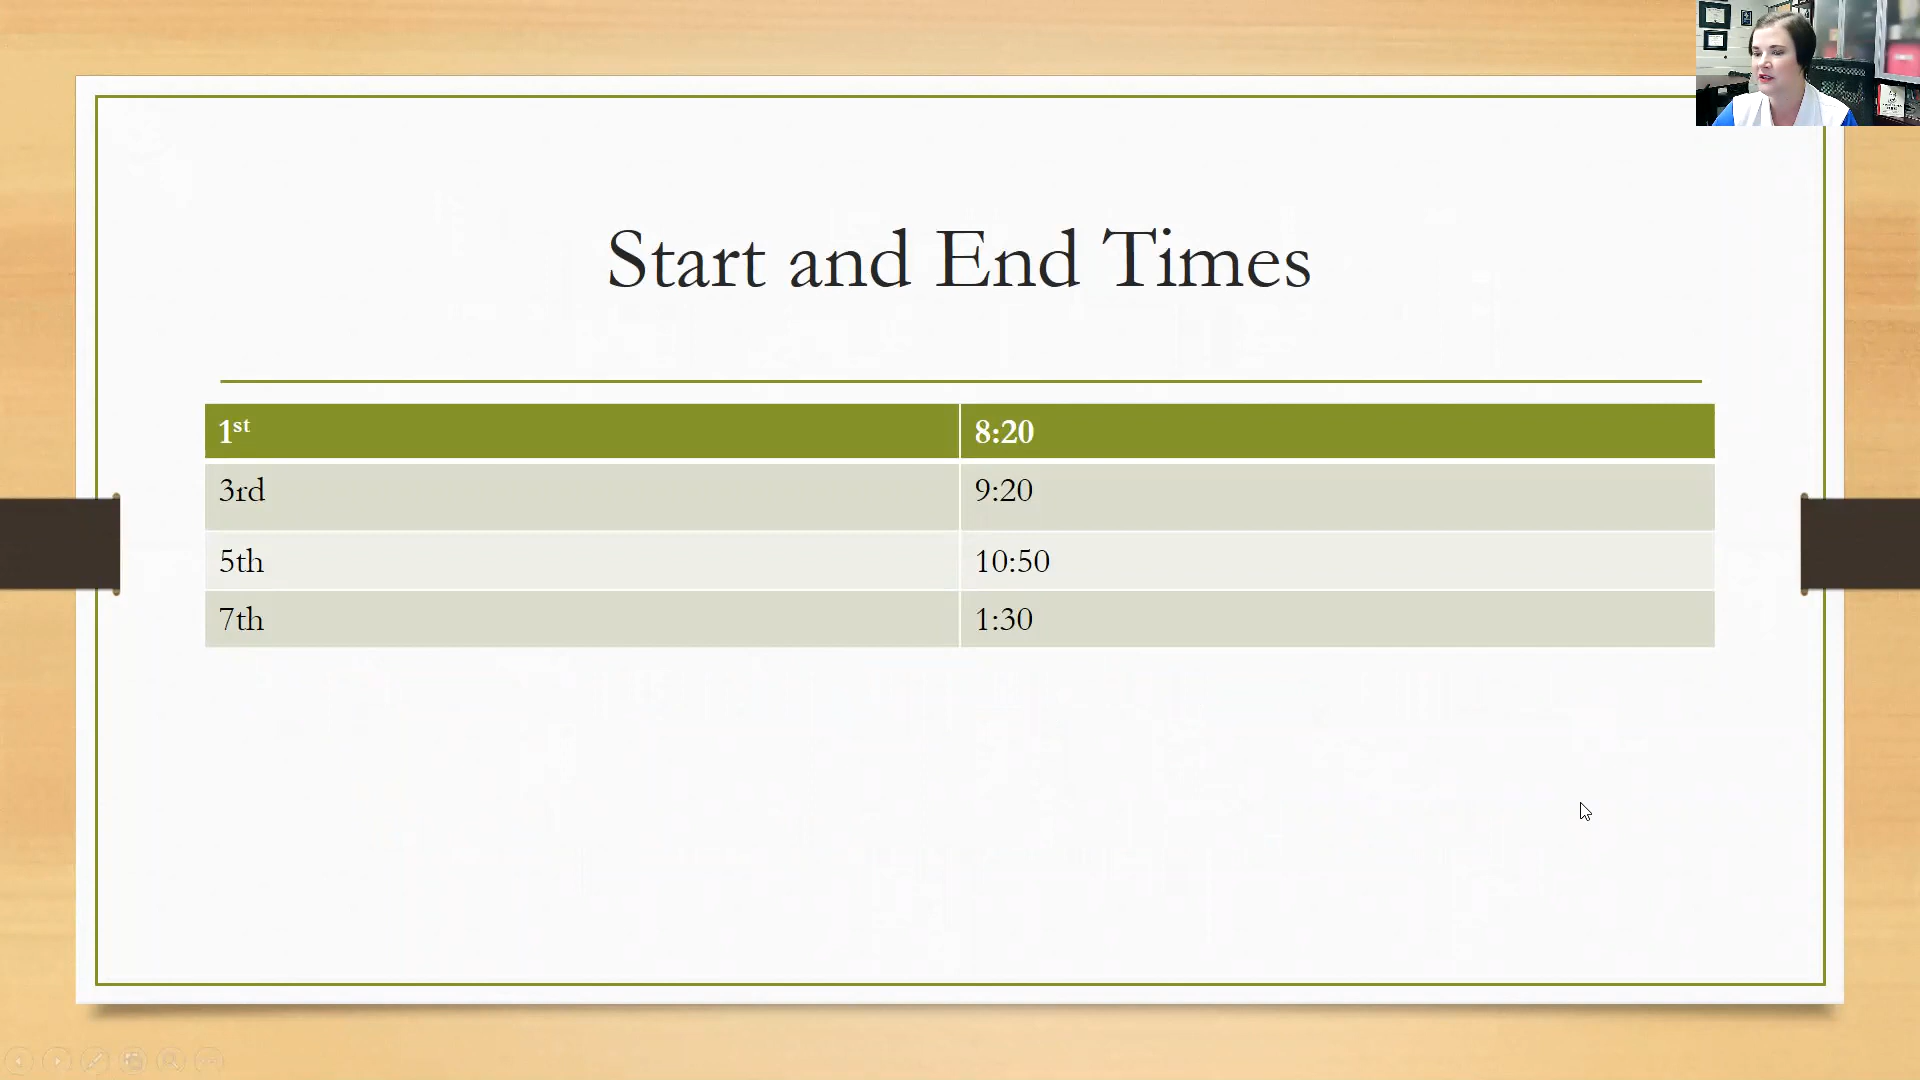 Start and End Times
1st 8:20
3rd 9:20
5th 10:50
7th 1:30